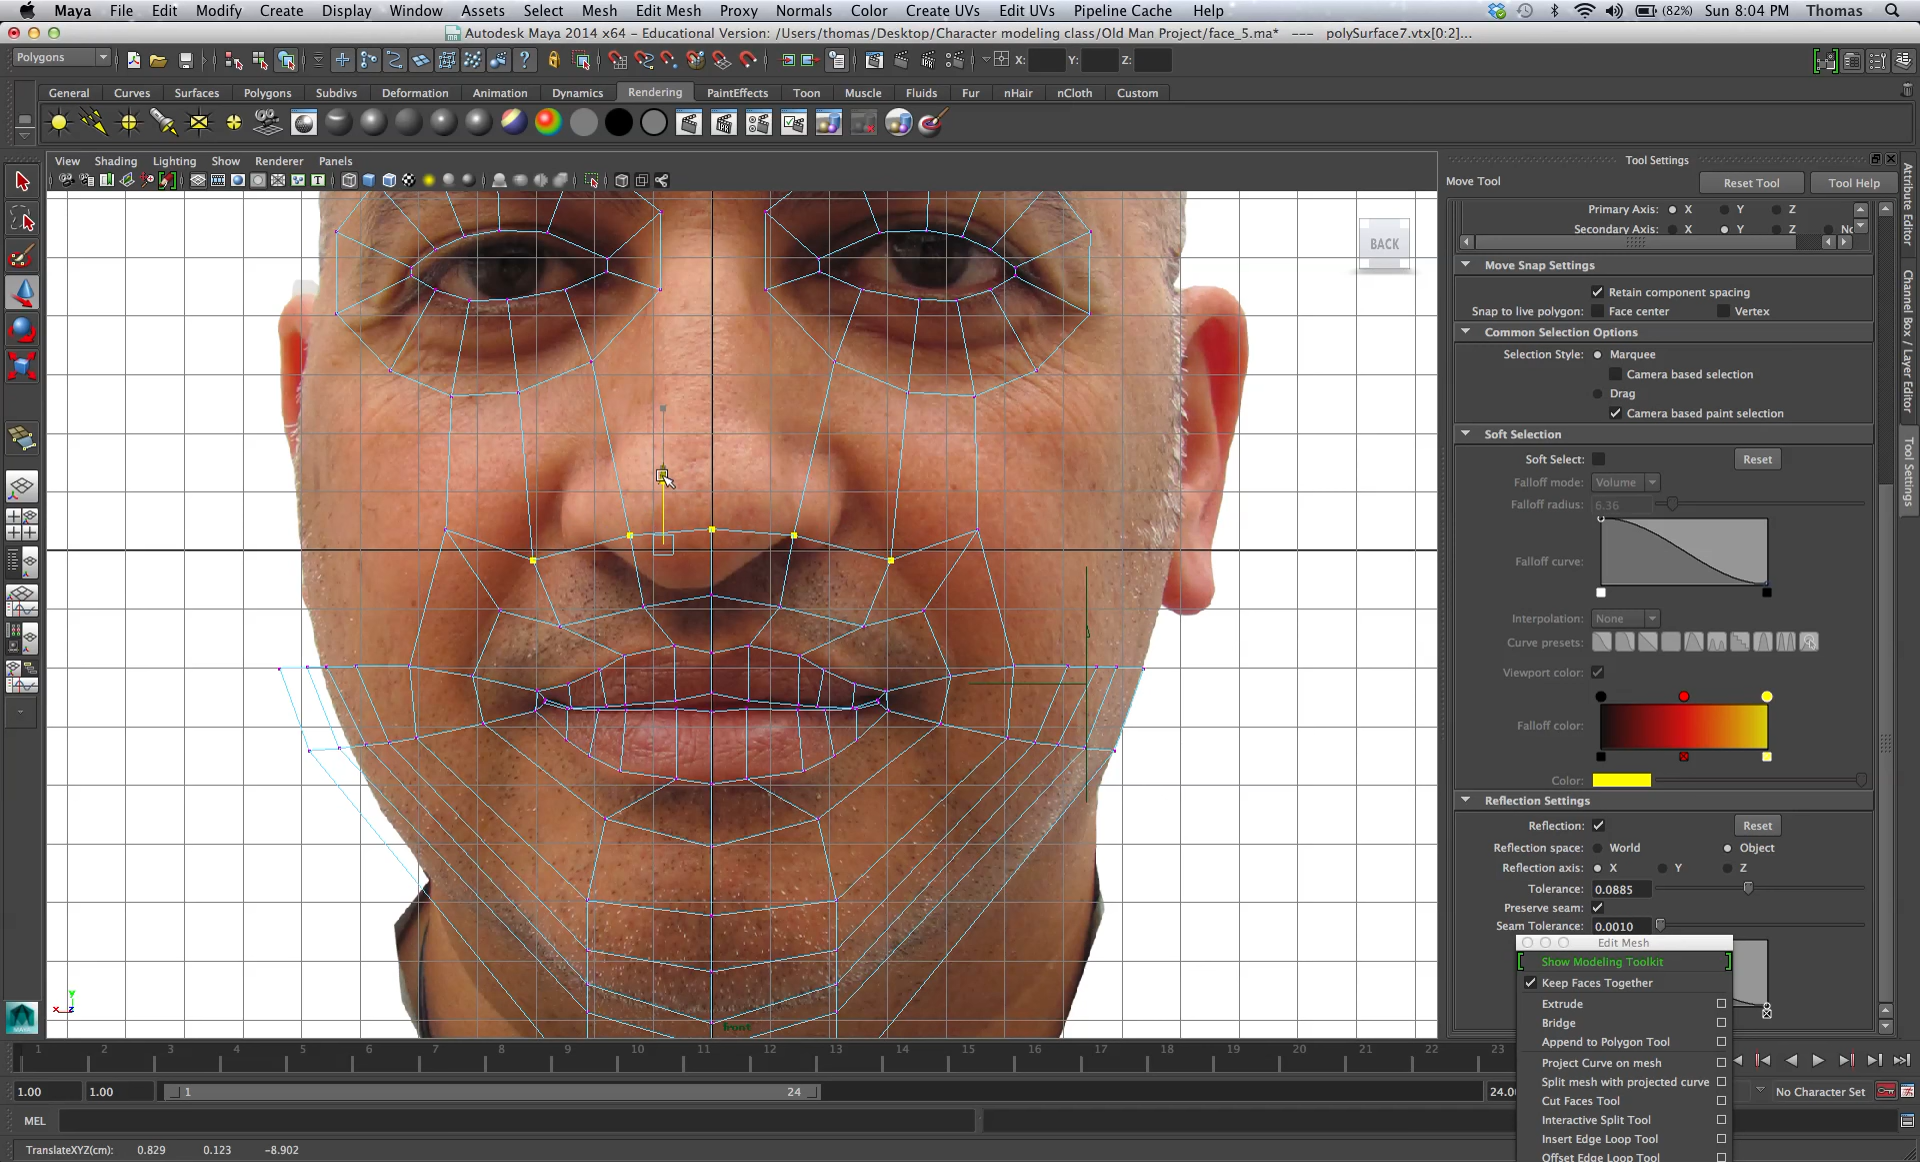 Maya File Edit Modify Create Display Window Assets Select Mesh Edit Mesh Proxy Normals Color Create UVs Edit UVs Pipeline Cache Help (82%) Sun 8:04 PM Thomas
Autodesk Maya 2014 x64 - Educational Version: /Users/thomas/Desktop/Character modeling class/Old Man Project/face_5.ma* --- polySurface7.vtx[0:2]...
Polygons X: Y: Z:
General Curves Surfaces Polygons Subdivs Deformation Animation Dynamics Rendering PaintEffects Toon Muscle Fluids Fur nHair nCloth Custom
View Shading Lighting Show Renderer Panels
BACK
front
Tool Settings
Move Tool Reset Tool Tool Help
Primary Axis: X Y Z
Secondary Axis: X Y Z
Move Snap Settings
Retain component spacing
Snap to live polygon: Face center Vertex
Common Selection Options
Selection Style: Marquee
Camera based selection
Drag
Camera based paint selection
Soft Selection
Soft Select: Reset
Falloff mode: Volume
Falloff radius: 6.36
Falloff curve:
Interpolation: None
Curve presets:
Viewport color:
Falloff color:
Color:
Reflection Settings
Reflection: Reset
Reflection space: World Object
Reflection axis: X Y Z
Tolerance: 0.0885
Preserve seam:
Seam Tolerance: 0.0010
Edit Mesh
Show Modeling Toolkit
Keep Faces Together
Extrude
Bridge
Append to Polygon Tool
Project Curve on mesh
Split mesh with projected curve
Cut Faces Tool
Interactive Split Tool
Insert Edge Loop Tool
Offset Edge Loop Tool
Attribute Editor
Channel Box / Layer Editor
Tool Settings
1 2 3 4 5 6 7 8 9 10 11 12 13 14 15 16 17 18 19 20 21 22 23
1.00 1.00 1 24 No Character Set
MEL
TranslateXYZ(cm): 0.829 0.123 -8.902